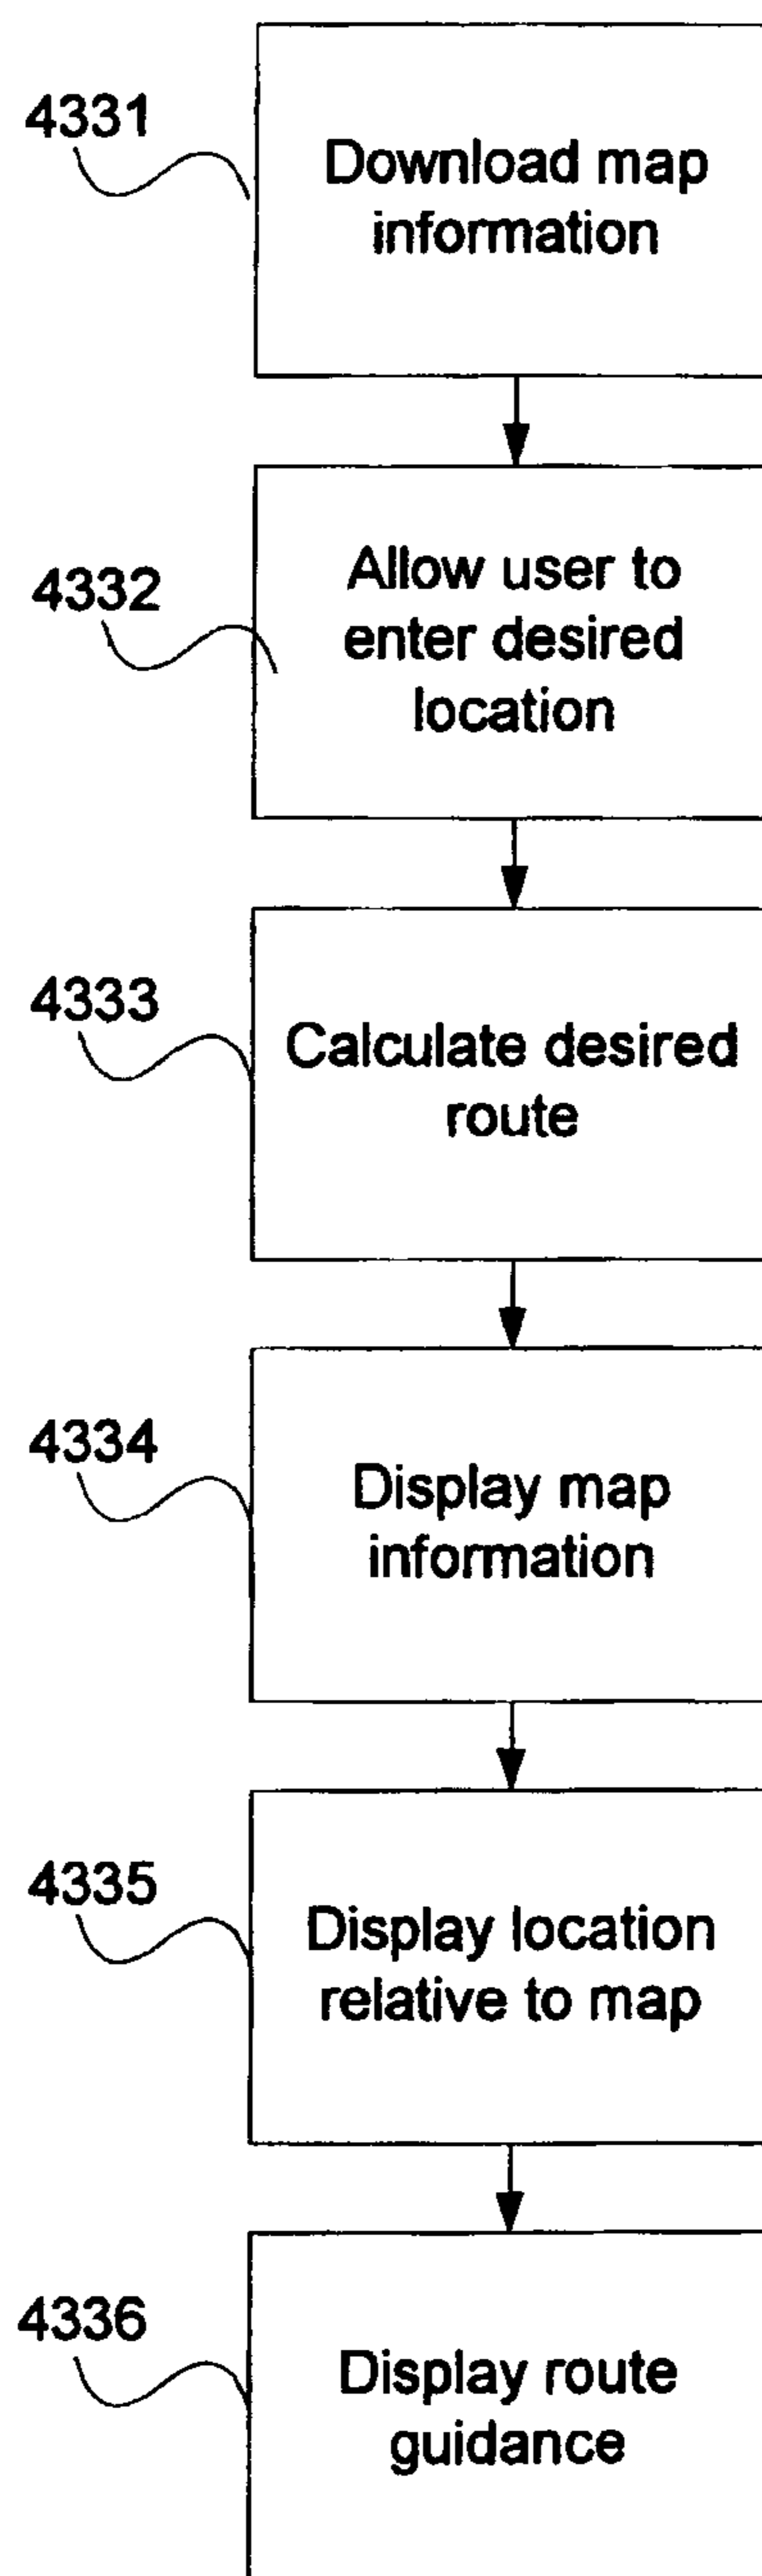 4331
Download map
information
4332
Allow user to
enter desired
location
4333
Calculate desired
route
4334
Display map
information
4335
Display location
relative to map
4336
Display route
guidance